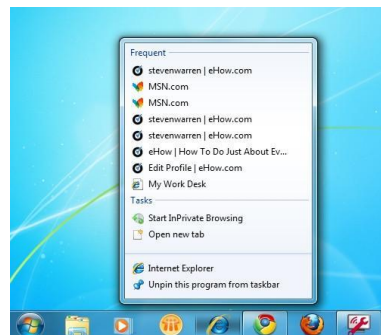 Frequent
stevenwarren | eHow.com
MSN.com
MSN.com
stevenwarren | eHow.com
stevenwarren | eHow.com
eHow | How To Do Just About Ev...
Edit Profile | eHow.com
My Work Desk
Tasks
Start InPrivate Browsing
Open new tab
Internet Explorer
Unpin this program from taskbar